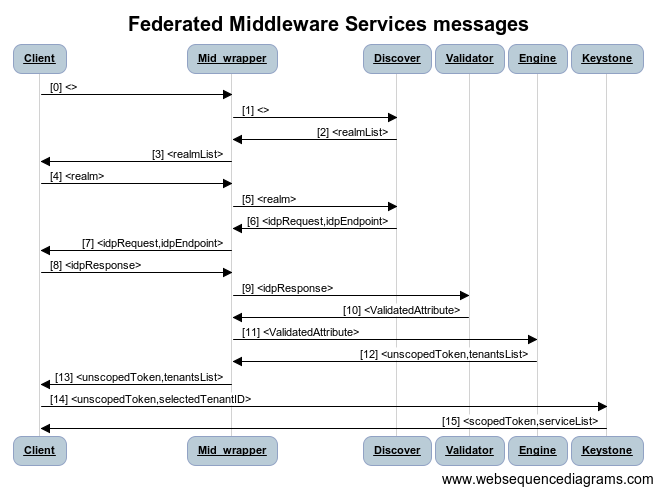 Federated Middleware Services messages
Client Mid_wrapper Discover Validator Engine Keystone
[0] <>
[1] <>
[2] <realmList>
[3] <realmList>
[4] <realm>
[5] <realm>
[6] <idpRequest,idpEndpoint>
[7] <idpRequest,idpEndpoint>
[8] <idpResponse>
[9] <idpResponse>
[10] <ValidatedAttribute>
[11] <ValidatedAttribute>
[12] <unscopedToken,tenantsList>
[13] <unscopedToken,tenantsList>
[14] <unscopedToken,selectedTenantID>
[15] <scopedToken,serviceList>
Client Mid_wrapper Discover Validator Engine Keystone
www.websequencediagrams.com